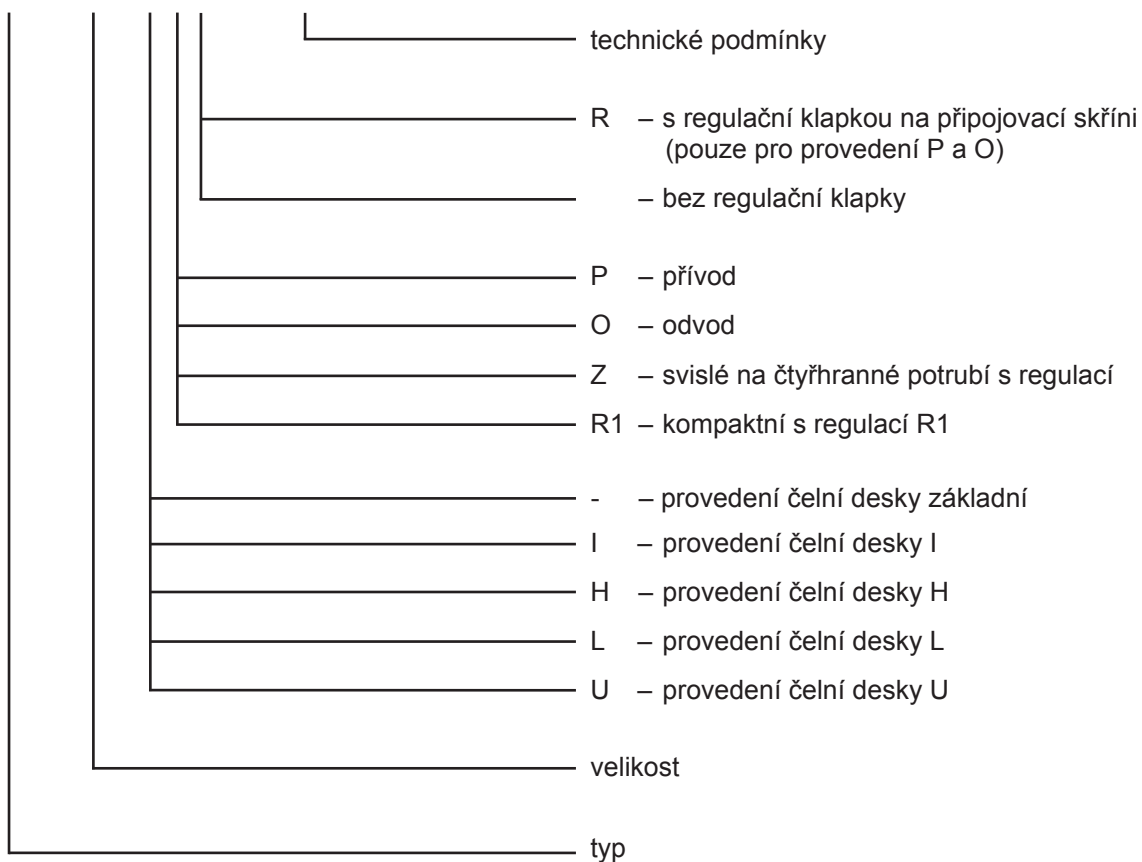 technické podmínky
R – s regulační klapkou na připojovací skříni
(pouze pro provedení P a O)
– bez regulační klapky
P – přívod
O – odvod
Z – svislé na čtyřhranné potrubí s regulací
R1 – kompaktní s regulací R1
- – provedení čelní desky základní
I – provedení čelní desky I
H – provedení čelní desky H
L – provedení čelní desky L
U – provedení čelní desky U
velikost
typ